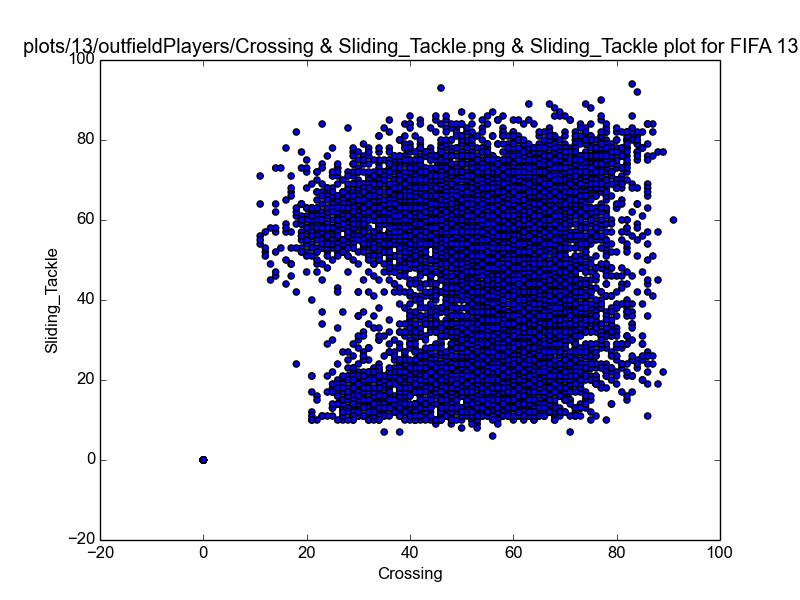 plots/13/outfieldPlayers/Crossing & Sliding_Tackle.png & Sliding_Tackle plot for FIFA 13
100
80
60
40
20
0
−20
Sliding_Tackle
−20 0 20 40 60 80 100
Crossing